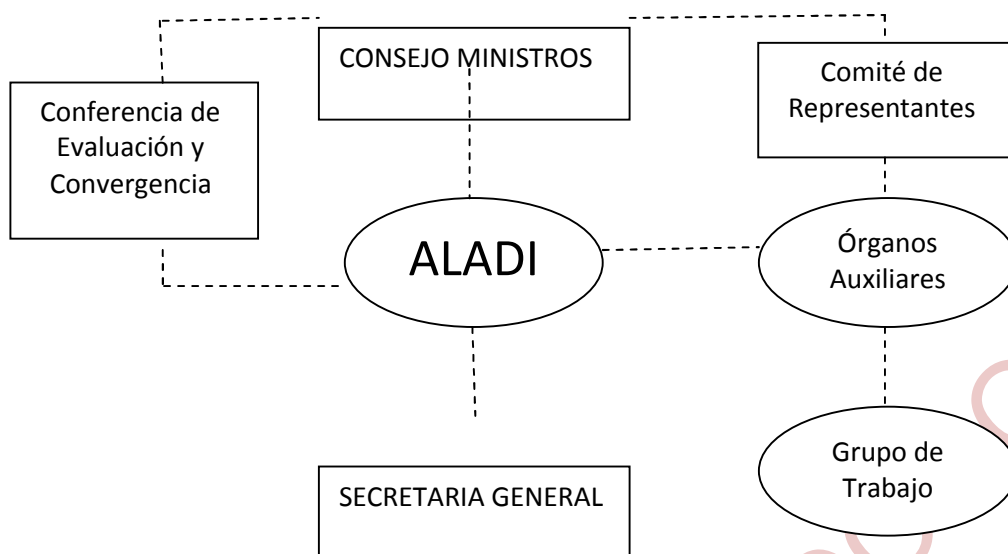 CONSEJO MINISTROS
Conferencia de
Evaluación y
Convergencia
Comité de
Representantes
ALADI
Órganos
Auxiliares
Grupo de
Trabajo
SECRETARIA GENERAL